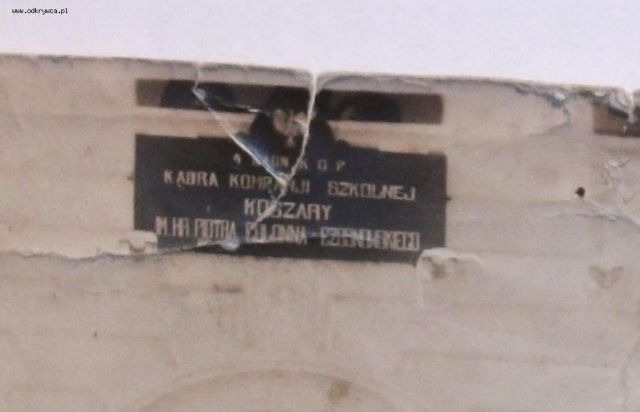 www.odkrywca.pl
K O P
KADRA KOMPANJI SZKOLNEJ
KOSZARY
IM. HR. PIOTRA COLONNA-CZOSNOWSKIEGO